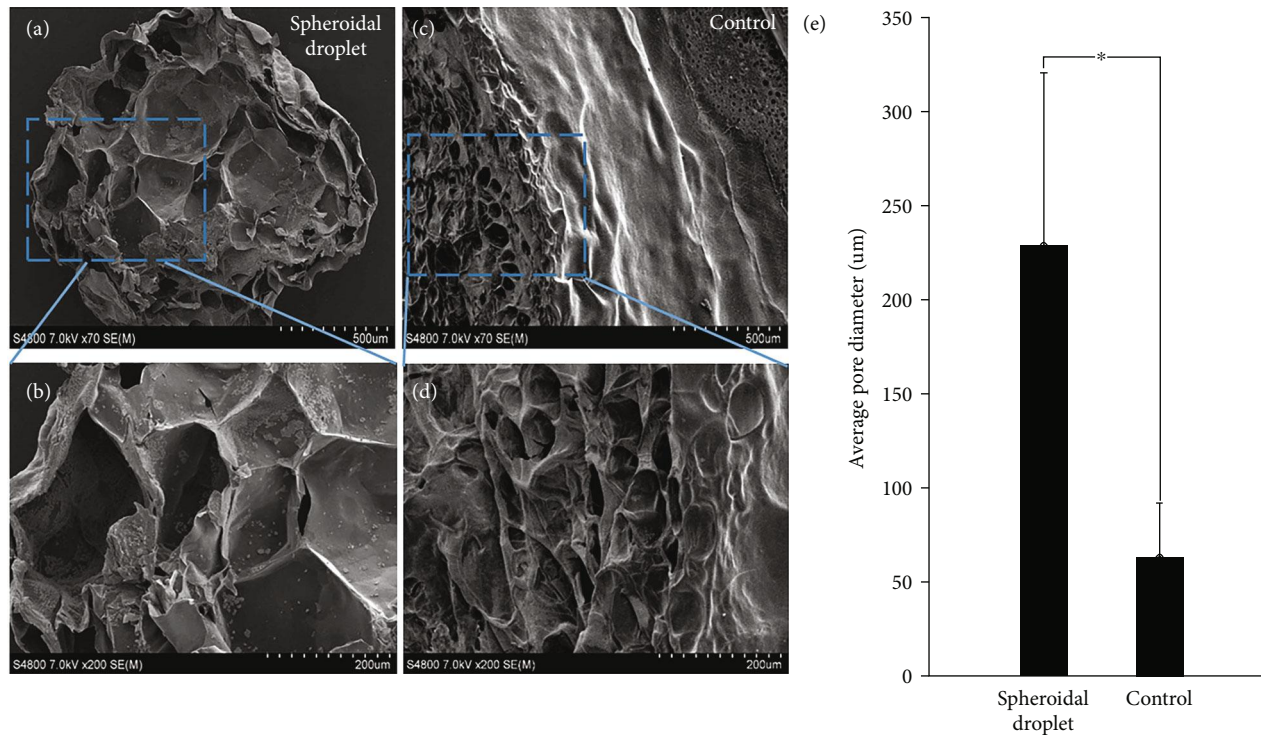 (a)
Spheroidal
droplet
S4800 7.0kV x70 SE(M)
500um
(b)
S4800 7.0kV x200 SE(M)
200um
(c)
Control
S4800 7.0kV x70 SE(M)
500um
(d)
S4800 7.0kV x200 SE(M)
200um
(e)
Average pore diameter (um)
350
300
250
200
150
100
50
0
*
Spheroidal
droplet
Control